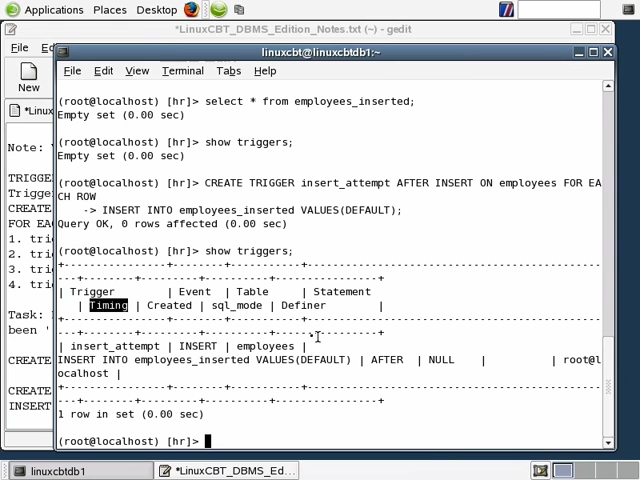 Applications Places Desktop
*LinuxCBT_DBMS_Edition_Notes.txt (~) - gedit
File Ed
New
*Linux
Note:
TRIGGE
Trigge
CREATE
FOR EA
1. tri
2. tri
3. tri
4. tri
Task:
been '
CREATE
CREATE
INSERT
linuxcbt@linuxcbtdb1:~
File Edit View Terminal Tabs Help
(root@localhost) [hr]> select * from employees_inserted;
Empty set (0.00 sec)
(root@localhost) [hr]> show triggers;
Empty set (0.00 sec)
(root@localhost) [hr]> CREATE TRIGGER insert_attempt AFTER INSERT ON employees FOR EA
CH ROW
-> INSERT INTO employees_inserted VALUES(DEFAULT);
Query OK, 0 rows affected (0.00 sec)
(root@localhost) [hr]> show triggers;
| Trigger | Event | Table | Statement
| Timing | Created | sql_mode | Definer |
| insert_attempt | INSERT | employees |
INSERT INTO employees_inserted VALUES(DEFAULT) | AFTER | NULL | | root@l
ocalhost |
1 row in set (0.00 sec)
(root@localhost) [hr]>
linuxcbtdb1
*LinuxCBT_DBMS_Ed...